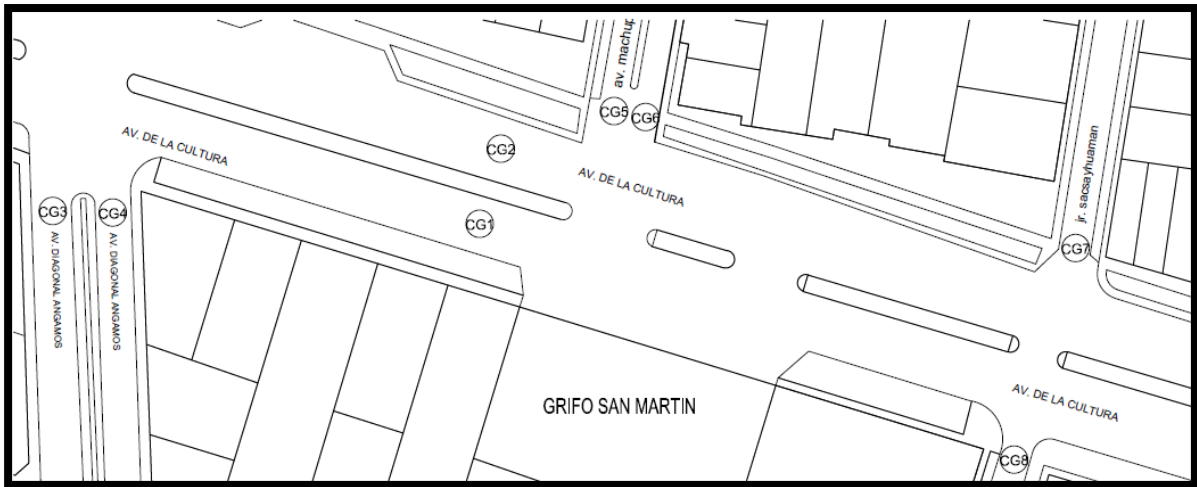 av. machup
CG5
CG6
AV. DE LA CULTURA
CG2
AV. DE LA CULTURA
CG3
CG4
CG1
jr. sacsayhuaman
CG7
AV. DIAGONAL ANGAMOS
AV. DIAGONAL ANGAMOS
GRIFO SAN MARTIN
AV. DE LA CULTURA
CG8